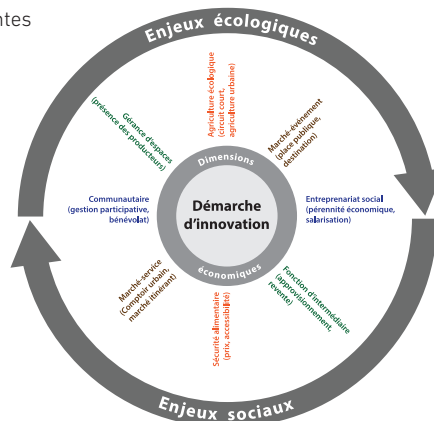 ntes
Enjeux écologiques
Agriculture écologique
(circuit court,
agriculture urbaine)
Marché-événement
(place publique,
destination)
Gérance d'espaces
(présence des producteurs)
Dimensions
Communautaire
(gestion participative,
bénévolat)
Démarche
d'innovation
Entreprenariat social
(pérennité économique,
salarisation)
économiques
Marché-service
(Comptoir urbain,
marché itinérant)
Sécurité alimentaire
(prix, accessibilité)
Fonction d'intermédiaire
(approvisionnement,
revente)
Enjeux sociaux